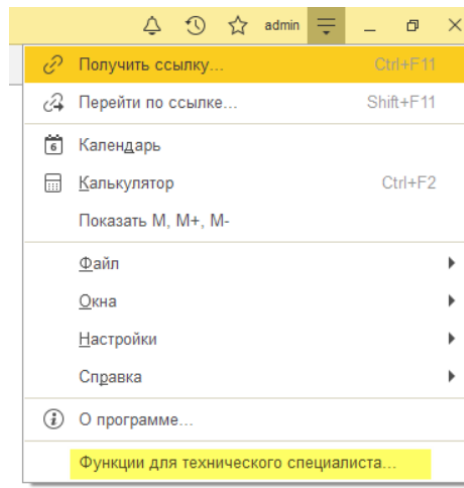 admin
Получить ссылку... Ctrl+F11
Перейти по ссылке... Shift+F11
6 Календарь
Калькулятор Ctrl+F2
Показать M, M+, M-
Файл
Окна
Настройки
Справка
О программе...
Функции для технического специалиста...